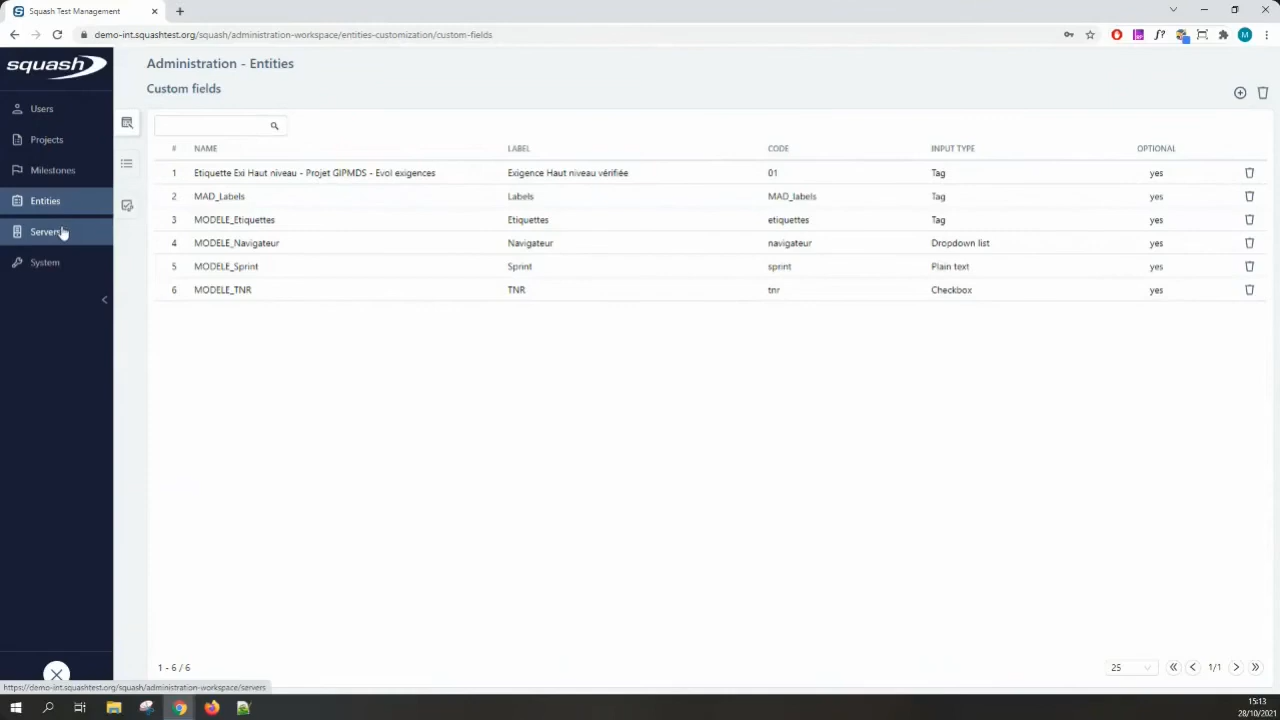 Squash Test Management
demo-int.squashtest.org/squash/administration-workspace/entities-customization/custom-fields
squash
Administration - Entities
Custom fields
Users
Projects
Milestones
Entities
Servers
System
# NAME LABEL CODE INPUT TYPE OPTIONAL
1 Etiquette Exi Haut niveau - Projet GIPMDS - Evol exigences Exigence Haut niveau vérifiée 01 Tag yes
2 MAD_Labels Labels MAD_labels Tag yes
3 MODELE_Etiquettes Etiquettes etiquettes Tag yes
4 MODELE_Navigateur Navigateur navigateur Dropdown list yes
5 MODELE_Sprint Sprint sprint Plain text yes
6 MODELE_TNR TNR tnr Checkbox yes
1 - 6 / 6
25
1/1
https://demo-int.squashtest.org/squash/administration-workspace/servers
15:13
28/10/2021